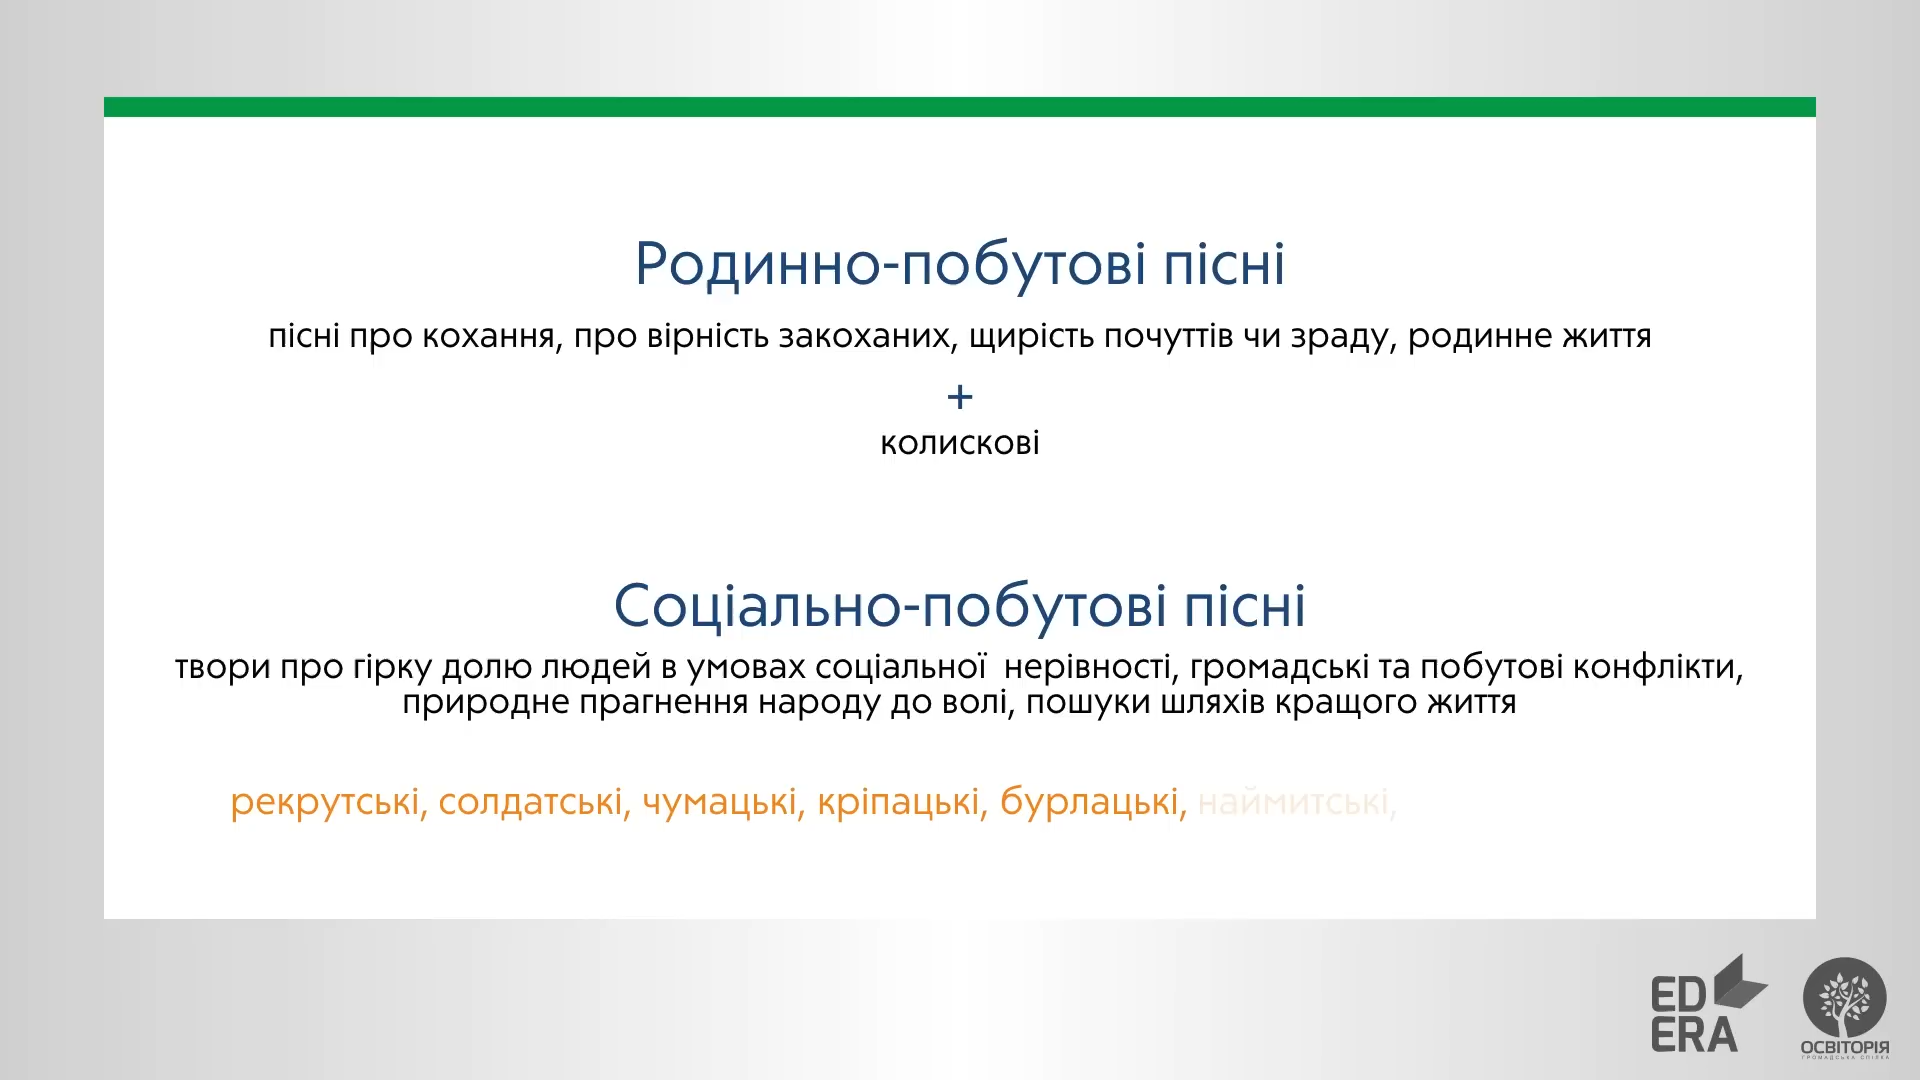 Родинно-побутові пісні
пісні про кохання, про вірність закоханих, щирість почуттів чи зраду, родинне життя
+
колискові
Соціально-побутові пісні
твори про гірку долю людей в умовах соціальної  нерівності, громадські та побутові конфлікти,
природне прагнення народу до волі, пошуки шляхів кращого життя
рекрутські, солдатські, чумацькі, кріпацькі, бурлацькі, наймитські,
ED
ERA
ОСВІТОРІЯ
ГРОМАДСЬКА СПІЛКА